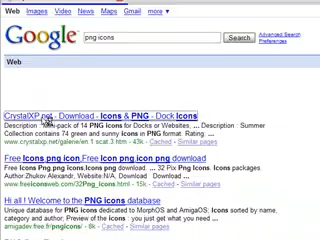 Web Images Videos News Maps Gmail more ▼
Google png icons Search Advanced Search
Preferences
Web
CrystalXP.net - Download - Icons & PNG - Dock Icons
Description : Mini-pack of 14 PNG icons for Docks or Websites, ... Description : Summer
Collection contains 74 green and sunny icons in PNG format. Rating: ...
www.crystalxp.net/galerie/en.1 scat.3.htm - 43k - Cached - Similar pages
Free Icons png icon,Free Icon png,icon png download
Free Icons Png,png icons,Icons png download. ... 32 Pix Png Icons. Icon Packages
Author Zhukov Alexandr, Website,N/A, Download ...
www.freeiconsweb.com/32Png_Icons.html - 15k - Cached - Similar pages
Hi all ! Welcome to the PNG icons database
Unique database for PNG icons dedicated to MorphOS and AmigaOS; Icons sorted by name,
category and author; Preview of the icons : you just get what you need ...
amigadev.free.fr/pngicons/ - 8k - Cached - Similar pages